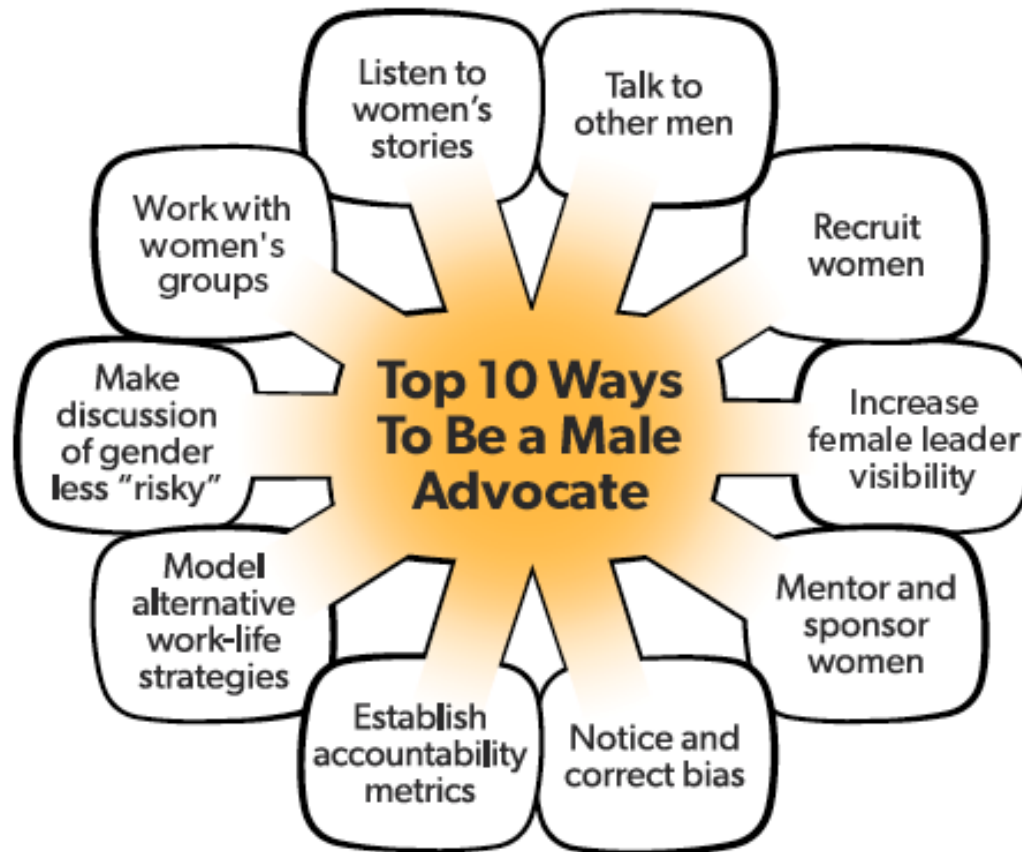 Top 10 Ways
To Be a Male
Advocate
Listen to
women's
stories
Talk to
other men
Recruit
women
Increase
female leader
visibility
Mentor and
sponsor
women
Notice and
correct bias
Establish
accountability
metrics
Model
alternative
work-life
strategies
Make
discussion
of gender
less “risky”
Work with
women's
groups